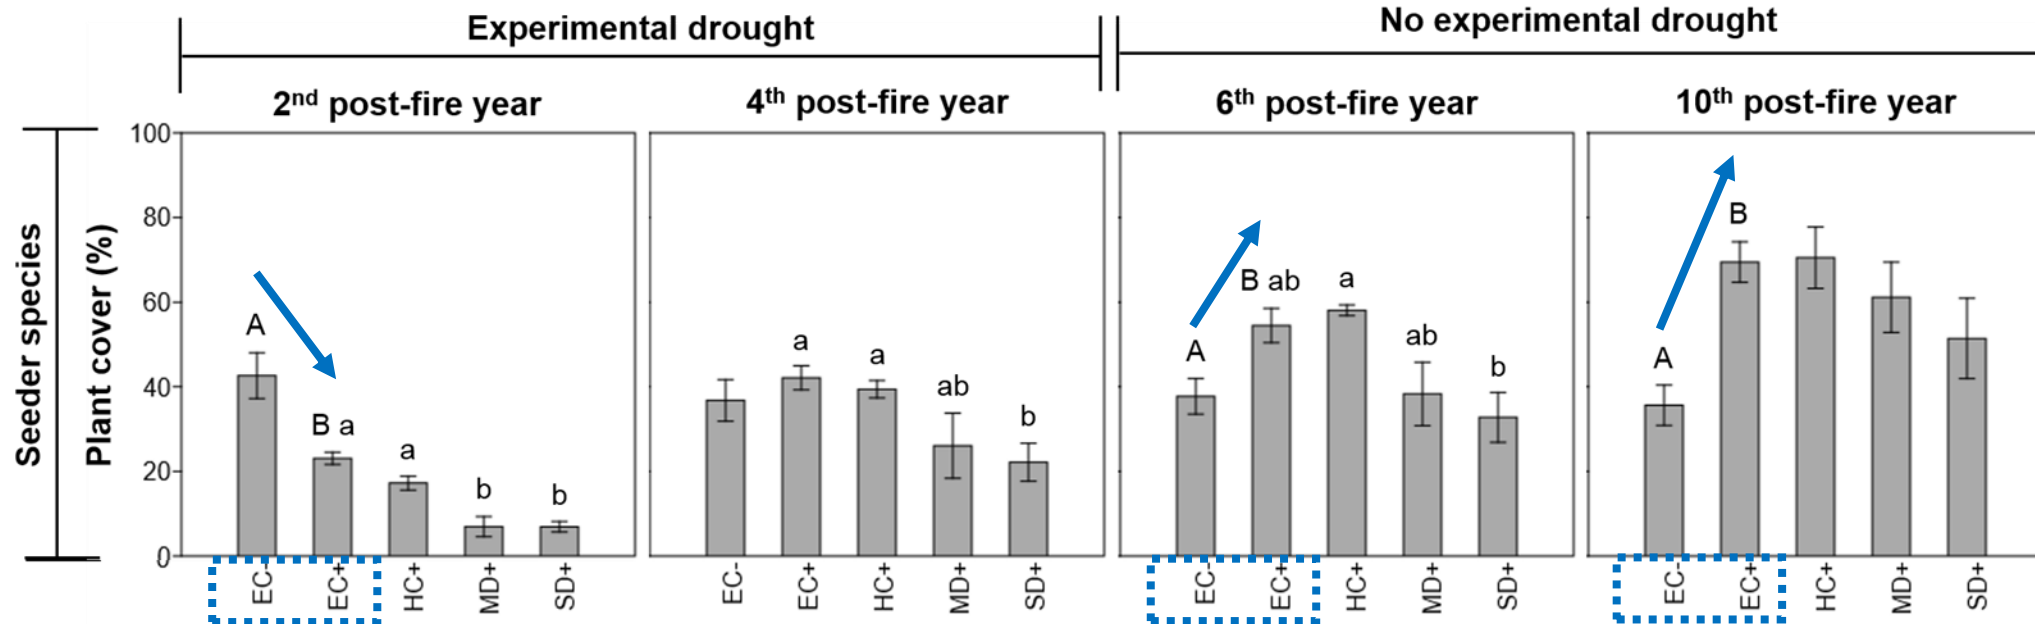 Experimental drought
No experimental drought
2nd post-fire year
4th post-fire year
6th post-fire year
10th post-fire year
Seeder species
Plant cover (%)
100
80
60
40
20
0
A
B a
a
b
b
a
a
ab
b
A
B ab
a
ab
b
A
B
EC-
EC+
HC+
MD+
SD+
EC-
EC+
HC+
MD+
SD+
EC-
EC+
HC+
MD+
SD+
EC-
EC+
HC+
MD+
SD+